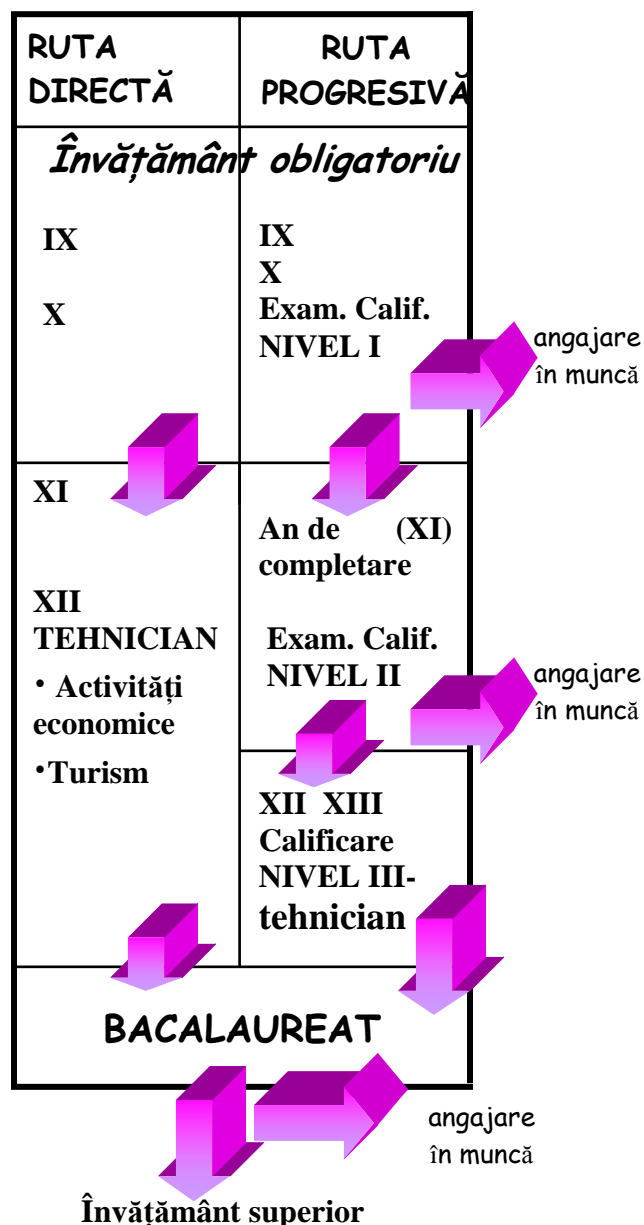 RUTA
DIRECTĂ
RUTA
PROGRESIVĂ
Învățământ obligatoriu
IX
X
IX
X
Exam. Calif.
NIVEL I
angajare
în muncă
XI
XII
TEHNICIAN
• Activități
economice
•Turism
An de (XI)
completare
Exam. Calif.
NIVEL II
angajare
în muncă
XII XIII
Calificare
NIVEL III-
tehnician
BACALAUREAT
angajare
în muncă
Învățământ superior